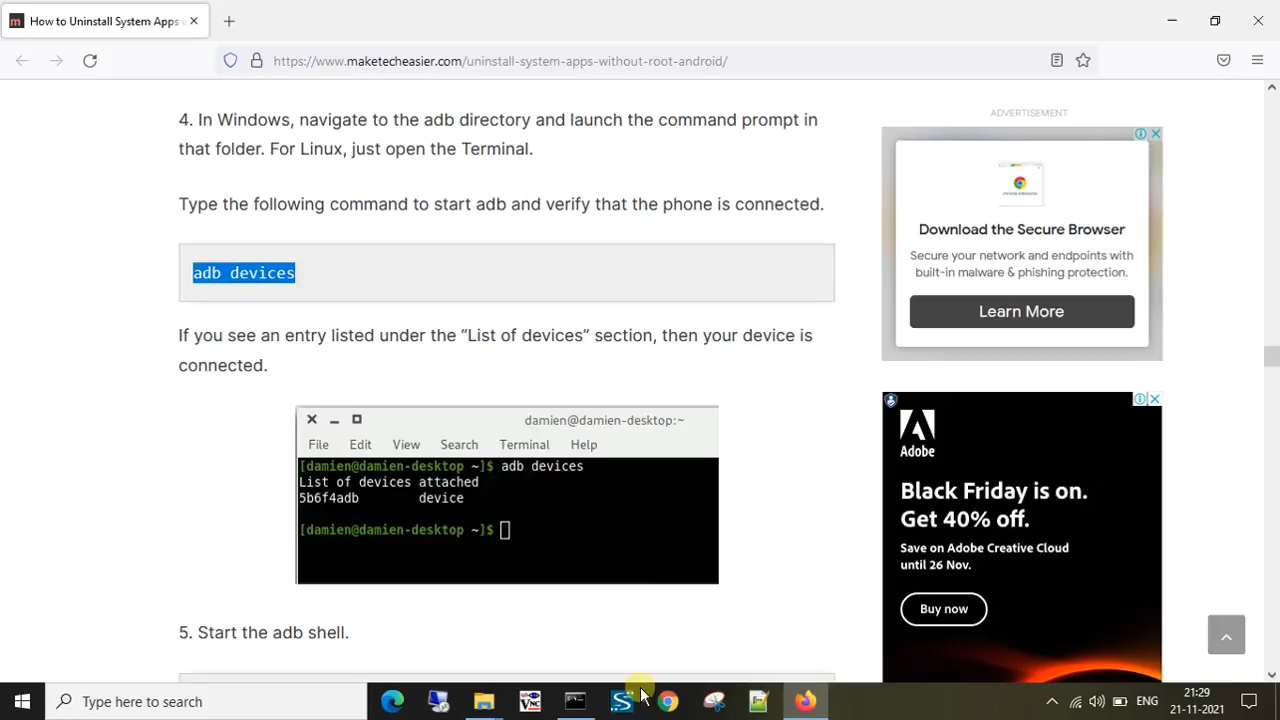 How to Uninstall System Apps
https://www.maketecheasier.com/uninstall-system-apps-without-root-android/
4. In Windows, navigate to the adb directory and launch the command prompt in
that folder. For Linux, just open the Terminal.
Type the following command to start adb and verify that the phone is connected.
adb devices
If you see an entry listed under the “List of devices” section, then your device is
connected.
damien@damien-desktop:~
File Edit View Search Terminal Help
[damien@damien-desktop ~]$ adb devices
List of devices attached
5b6f4adb device
[damien@damien-desktop ~]$
5. Start the adb shell.
ADVERTISEMENT
Download the Secure Browser
Secure your network and endpoints with
built-in malware & phishing protection.
Learn More
Adobe
Black Friday is on.
Get 40% off.
Save on Adobe Creative Cloud
until 26 Nov.
Buy now
Type here to search
ENG
21:29
21-11-2021